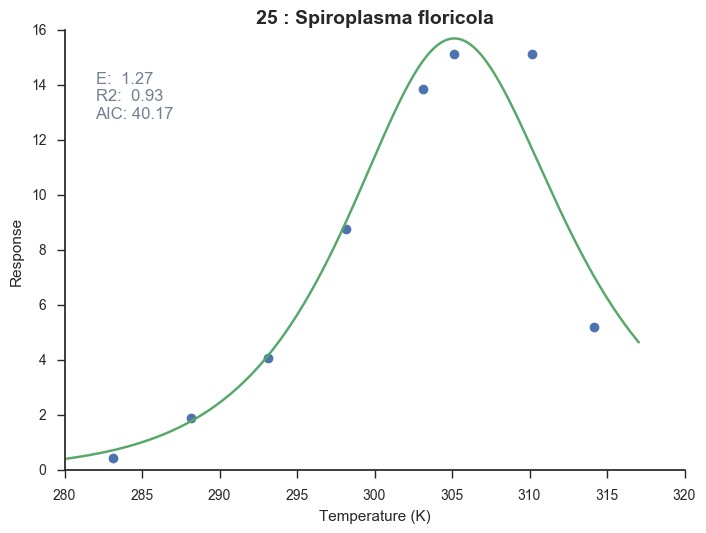 25 : Spiroplasma floricola
E: 1.27
R2: 0.93
AIC: 40.17
Response
16
14
12
10
8
6
4
2
0
280 285 290 295 300 305 310 315 320
Temperature (K)